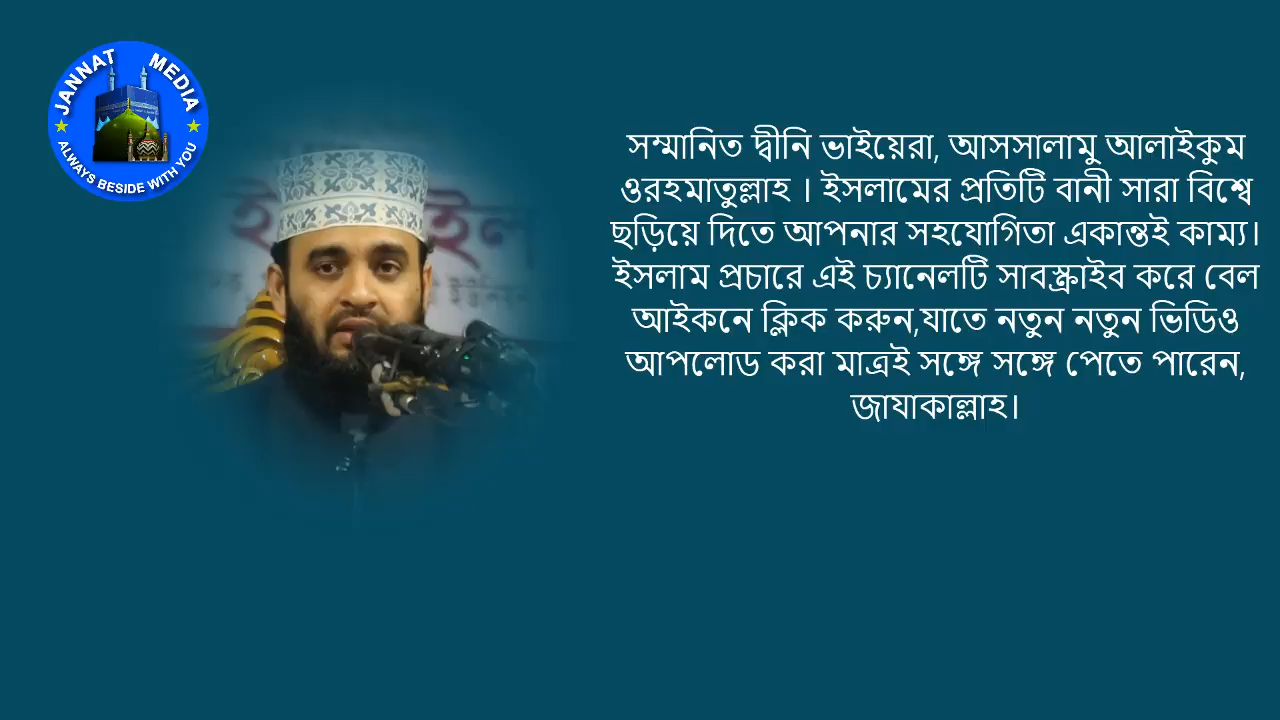 JANNAT MEDIA
ALWAYS BESIDE WITH YOU
সম্মানিত দ্বীনি ভাইয়েরা, আসসালামু আলাইকুম
ওরহমাতুল্লাহ । ইসলামের প্রতিটি বানী সারা বিশ্বে
ছড়িয়ে দিতে আপনার সহযোগিতা একান্তই কাম্য।
ইসলাম প্রচারে এই চ্যানেলটি সাবস্ক্রাইব করে বেল
আইকনে ক্লিক করুন,যাতে নতুন নতুন ভিডিও
আপলোড করা মাত্রই সঙ্গে সঙ্গে পেতে পারেন,
জাযাকাল্লাহ।